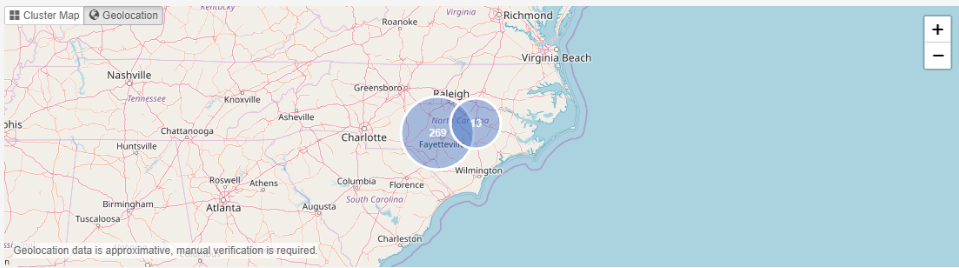 Cluster Map Geolocation
Kentucky
Virginia
Richmond
Roanoke
+
−
Virginia Beach
Nashville
Greensboro
Tennessee
Knoxville
Raleigh
Asheville
North Carolina
phis
Chattanooga
Charlotte
269
Huntsville
Fayetteville
Wilmington
Roswell
Athens
Columbia
Florence
Birmingham
Atlanta
Augusta
South Carolina
Tuscaloosa
Charleston
Geolocation data is approximative, manual verification is required.